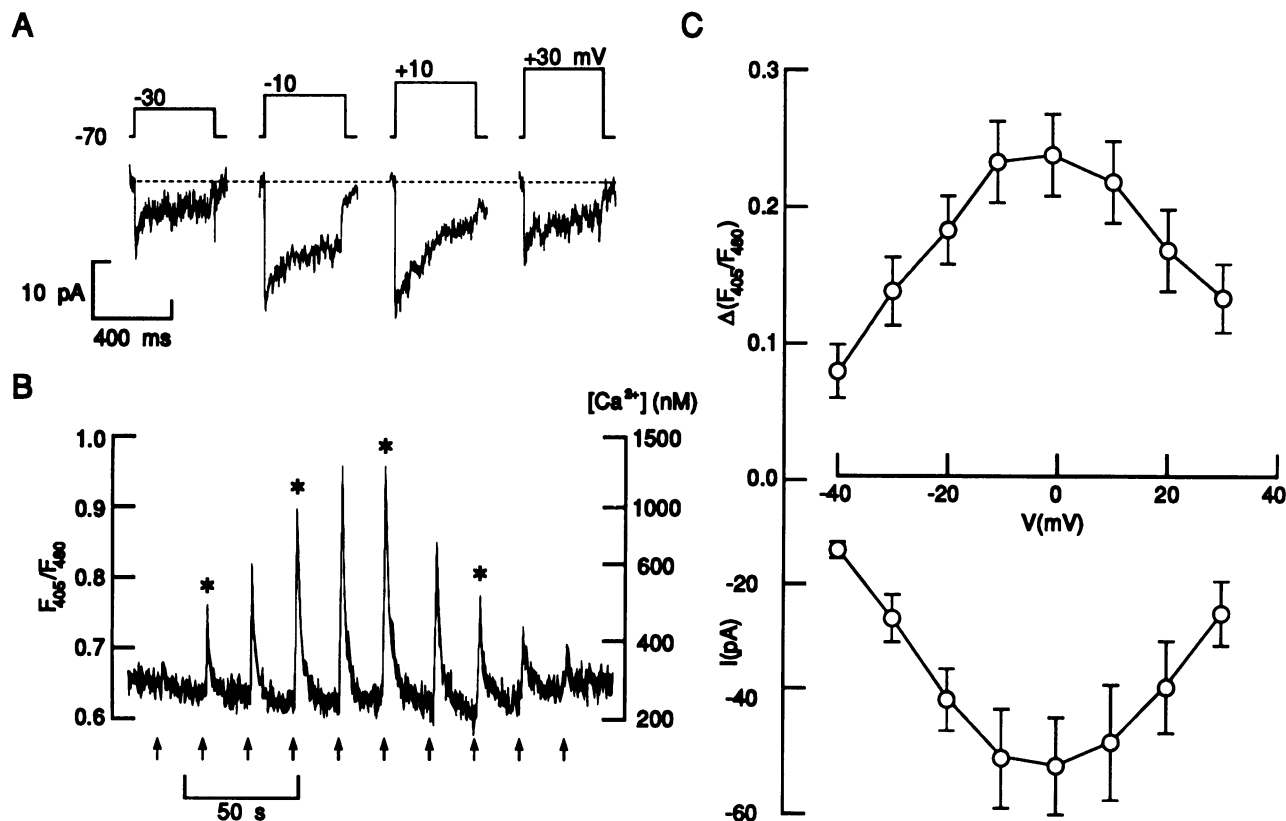 A
-30
-10
+10
+30 mV
-70
10 pA
400 ms
B
[Ca²⁺] (nM)
F₄₀₅/F₄₈₀
1.0
0.9
0.8
0.7
0.6
1500
1000
600
400
200
* * * *
50 s
C
Δ(F₄₀₅/F₄₈₀)
0.3
0.2
0.1
0.0
-40 -20 0 20 40
V(mV)
I(pA)
-20
-40
-60